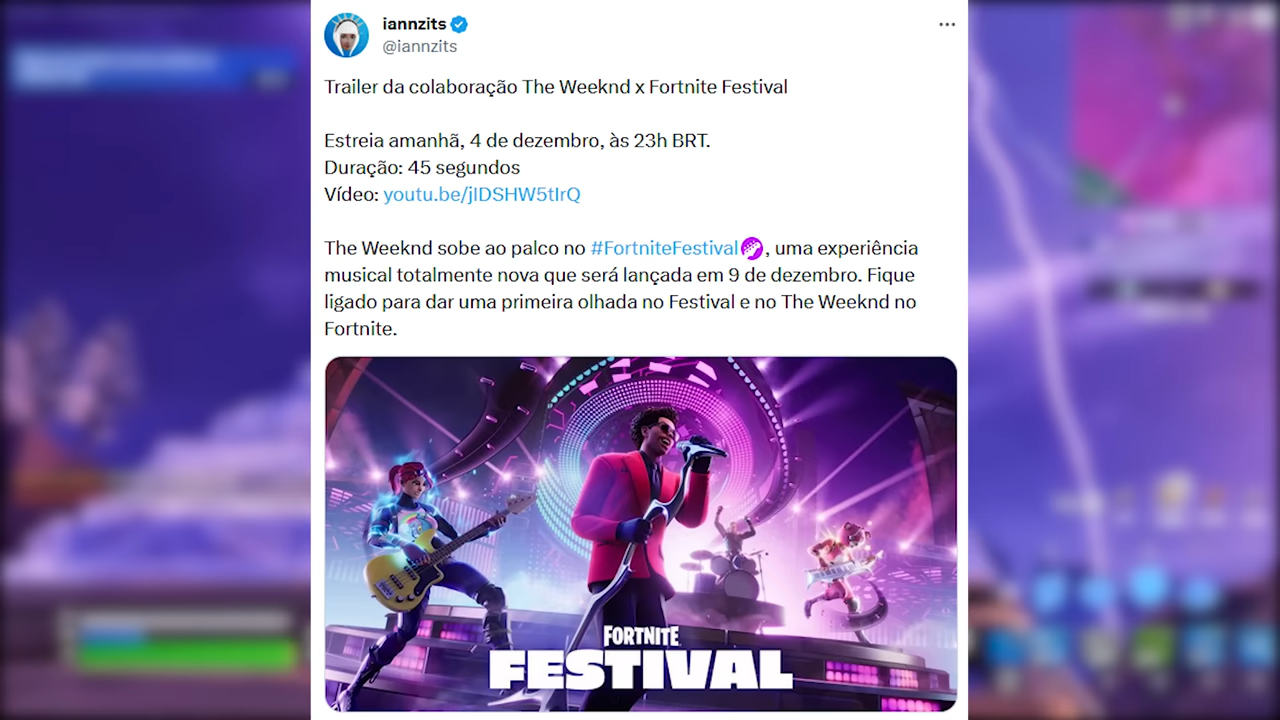 iannzits
@iannzits
Trailer da colaboração The Weeknd x Fortnite Festival
Estreia amanhã, 4 de dezembro, às 23h BRT.
Duração: 45 segundos
Vídeo: youtu.be/jIDSHW5tIrQ
The Weeknd sobe ao palco no #FortniteFestival, uma experiência
musical totalmente nova que será lançada em 9 de dezembro. Fique
ligado para dar uma primeira olhada no Festival e no The Weeknd no
Fortnite.
FORTNITE
FESTIVAL